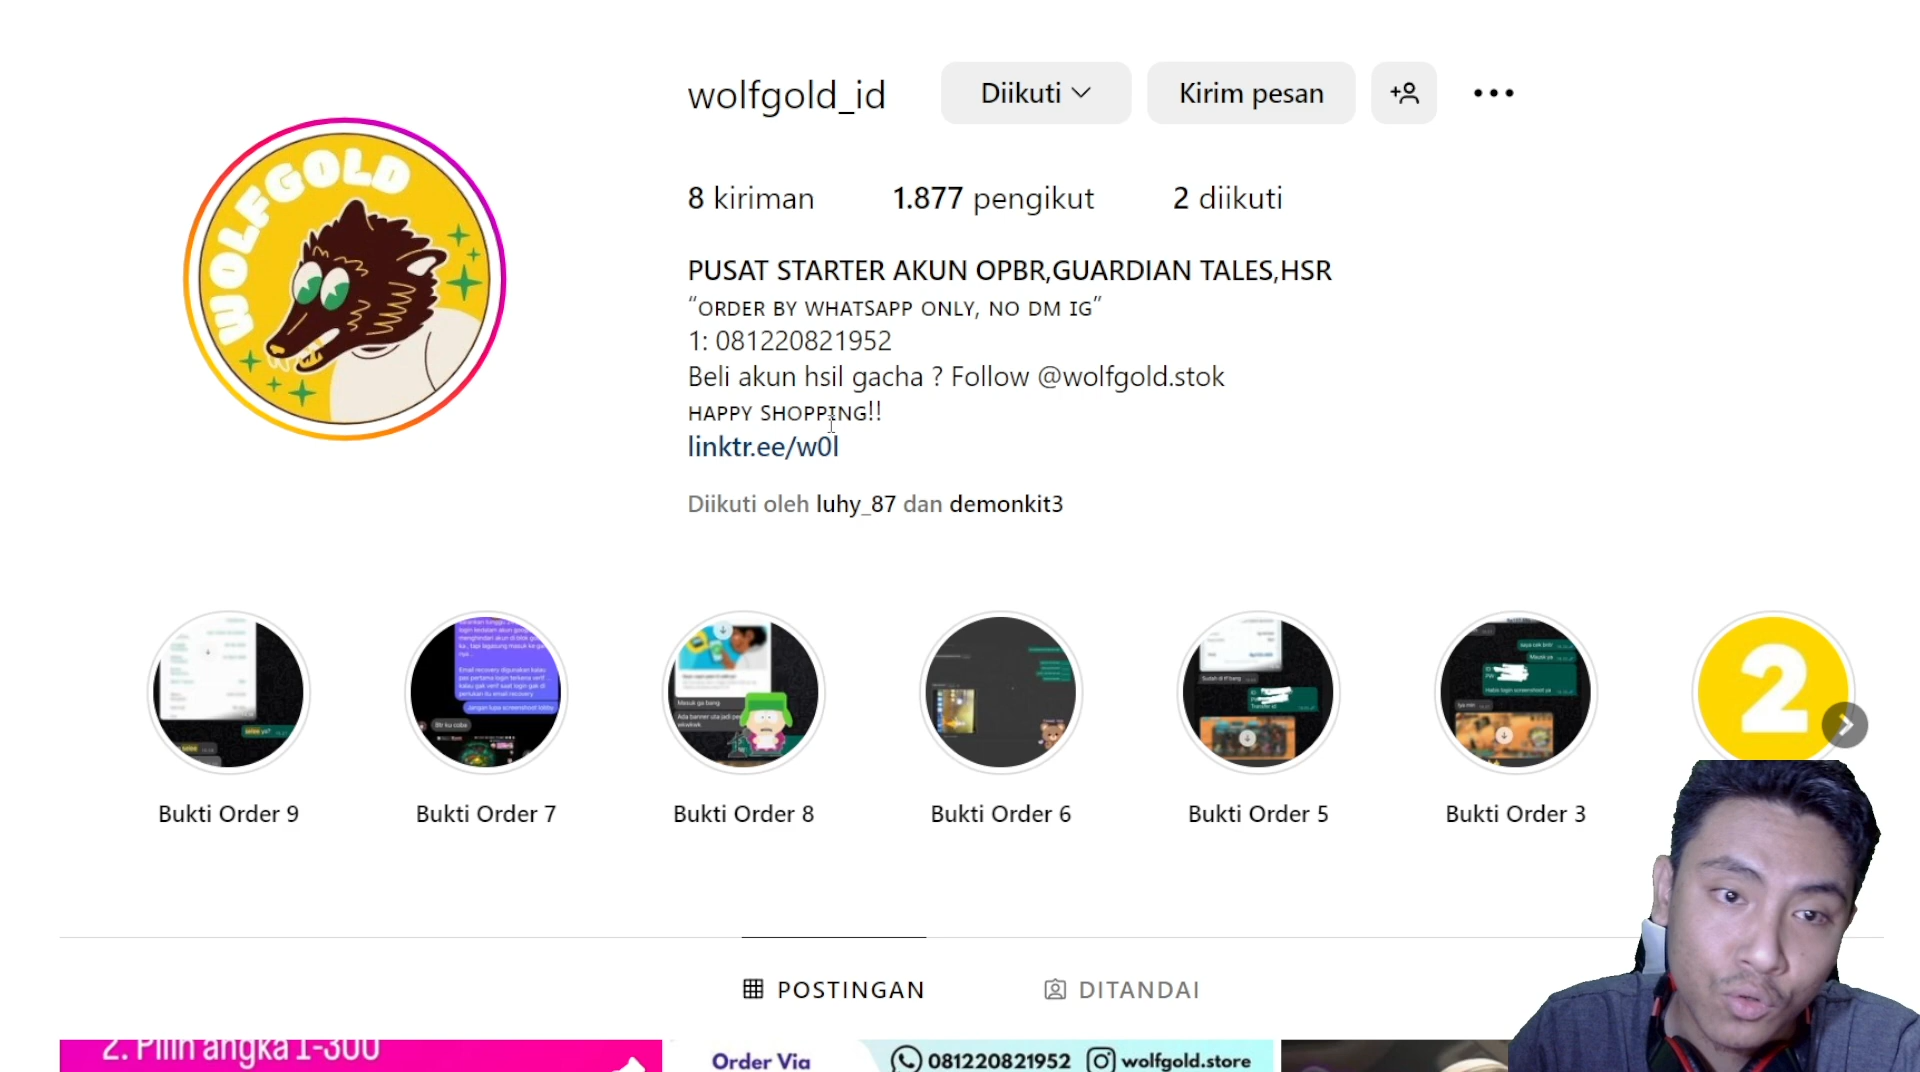 wolfgold_id
Diikuti
Kirim pesan
WOLFGOLD
8 kiriman
1.877 pengikut
2 diikuti
PUSAT STARTER AKUN OPBR,GUARDIAN TALES,HSR
“ORDER BY WHATSAPP ONLY, NO DM IG”
1: 081220821952
Beli akun hsil gacha ? Follow @wolfgold.stok
HAPPY SHOPPING!!
linktr.ee/w0l
Diikuti oleh luhy_87 dan demonkit3
2
Bukti Order 9
Bukti Order 7
Bukti Order 8
Bukti Order 6
Bukti Order 5
Bukti Order 3
POSTINGAN
DITANDAI
2. Pilih angka 1-300
Order Via
081220821952
wolfgold.store